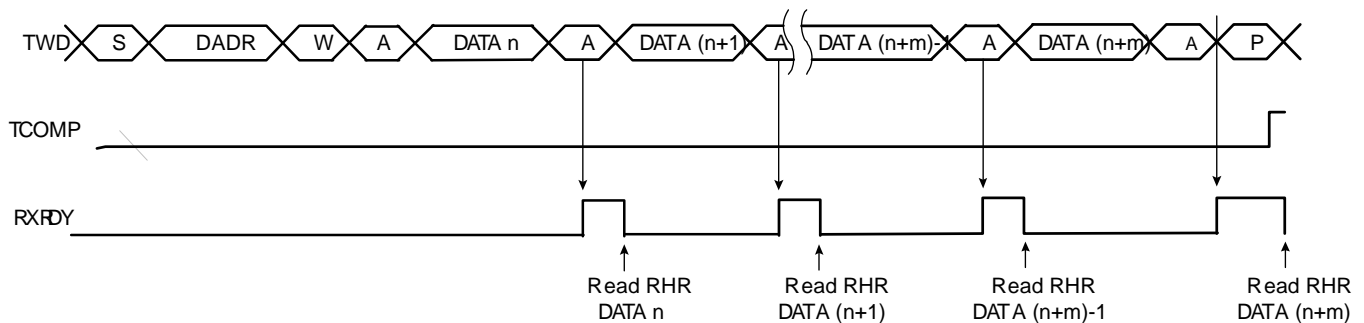 TWD S DADR W A DATA n A DATA (n+1) A DATA (n+m)-1 A DATA (n+m) A P
TCOMP
RXRDY
Read RHR Read RHR Read RHR Read RHR
DATA n DATA (n+1) DATA (n+m)-1 DATA (n+m)